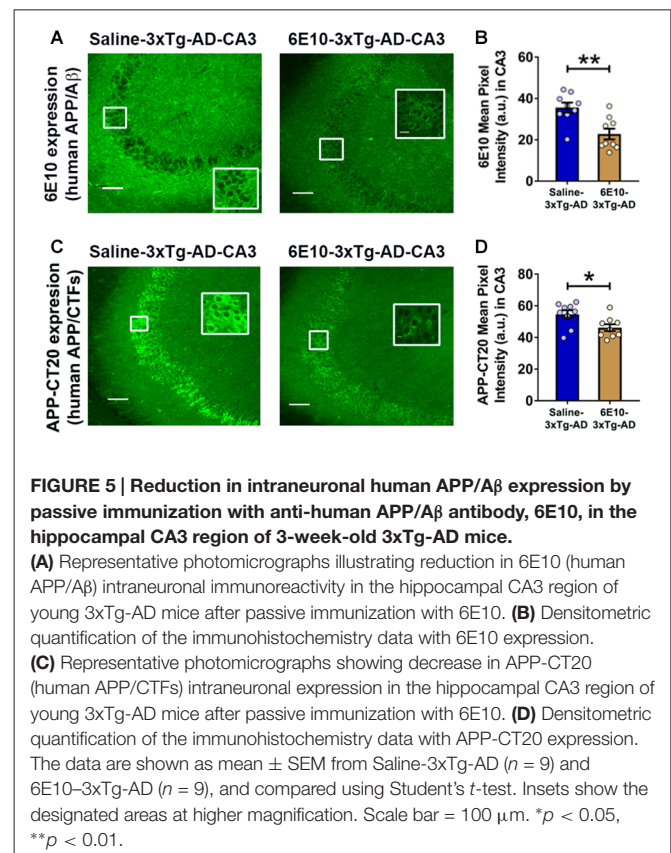 A
Saline-3xTg-AD-CA3
6E10-3xTg-AD-CA3
6E10 expression
(human APP/Aβ)
B
6E10 Mean Pixel
Intensity (a.u.) in CA3
60
40
20
0
**
Saline-
3xTg-AD
6E10-
3xTg-AD
C
Saline-3xTg-AD-CA3
6E10-3xTg-AD-CA3
APP-CT20 expression
(human APP/CTFs)
D
APP-CT20 Mean Pixel
Intensity (a.u.) in CA3
80
60
40
20
0
*
Saline-
3xTg-AD
6E10-
3xTg-AD
FIGURE 5 | Reduction in intraneuronal human APP/Aβ expression by
passive immunization with anti-human APP/Aβ antibody, 6E10, in the
hippocampal CA3 region of 3-week-old 3xTg-AD mice.
(A) Representative photomicrographs illustrating reduction in 6E10 (human
APP/Aβ) intraneuronal immunoreactivity in the hippocampal CA3 region of
young 3xTg-AD mice after passive immunization with 6E10. (B) Densitometric
quantification of the immunohistochemistry data with 6E10 expression.
(C) Representative photomicrographs showing decrease in APP-CT20
(human APP/CTFs) intraneuronal expression in the hippocampal CA3 region of
young 3xTg-AD mice after passive immunization with 6E10. (D) Densitometric
quantification of the immunohistochemistry data with APP-CT20 expression.
The data are shown as mean ± SEM from Saline-3xTg-AD (n = 9) and
6E10–3xTg-AD (n = 9), and compared using Student's t-test. Insets show the
designated areas at higher magnification. Scale bar = 100 μm. *p < 0.05,
**p < 0.01.